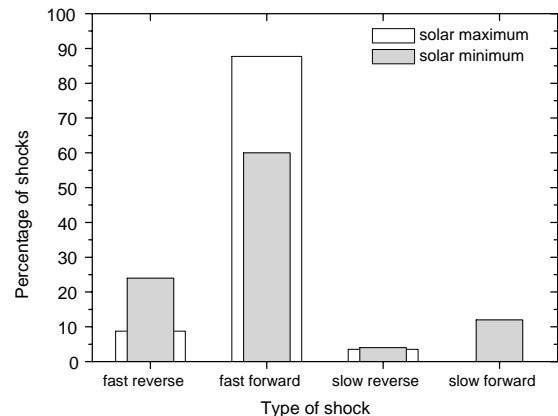 100
90
80
70
60
50
40
30
20
10
0
Percentage of shocks
solar maximum
solar minimum
fast reverse fast forward slow reverse slow forward
Type of shock